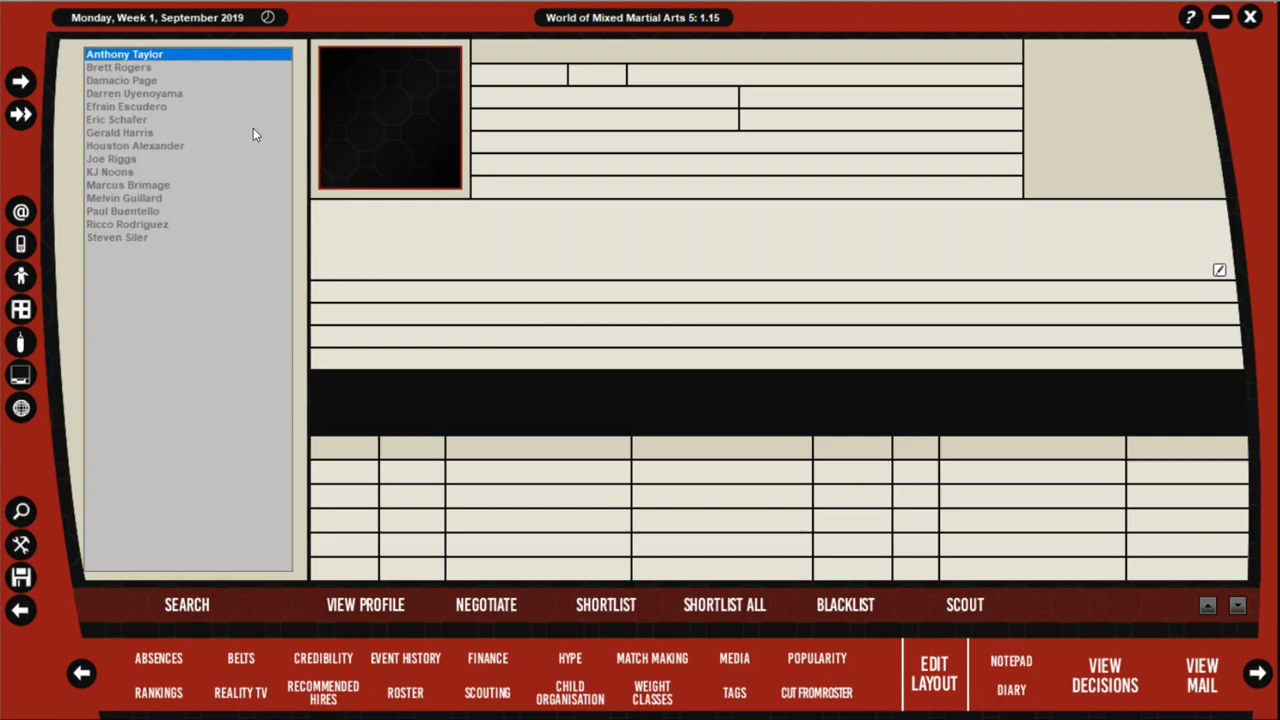 Monday, Week 1, September 2019
World of Mixed Martial Arts 5: 1.15
?
X
Anthony Taylor
Brett Rogers
Damacio Page
Darren Uyenoyama
Efrain Escudero
Eric Schafer
Gerald Harris
Houston Alexander
Joe Riggs
KJ Noons
Marcus Brimage
Melvin Guillard
Paul Buentello
Ricco Rodriguez
Steven Siler
@
SEARCH
VIEW PROFILE
NEGOTIATE
SHORTLIST
SHORTLIST ALL
BLACKLIST
SCOUT
ABSENCES
BELTS
CREDIBILITY
EVENT HISTORY
FINANCE
HYPE
MATCH MAKING
MEDIA
POPULARITY
RANKINGS
REALITY TV
RECOMMENDED
HIRES
ROSTER
SCOUTING
CHILD
ORGANISATION
WEIGHT
CLASSES
TAGS
CUT FROM ROSTER
EDIT
LAYOUT
NOTEPAD
DIARY
VIEW
DECISIONS
VIEW
MAIL